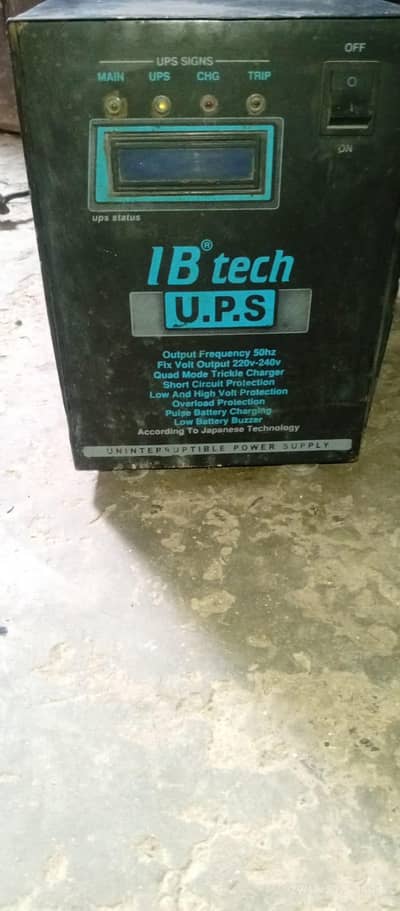 UPS SIGNS
MAIN UPS CHG TRIP
OFF
ON
ups status
IB® tech
U.P.S
Output Frequency 50hz
Fix Volt Output 220v-240v
Quad Mode Trickle Charger
Short Circuit Protection
Low And High Volt Protection
Overload Protection
Pulse Battery Charging
Low Battery Buzzer
According To Japanese Technology
UNINTERRUPTIBLE POWER SUPPLY